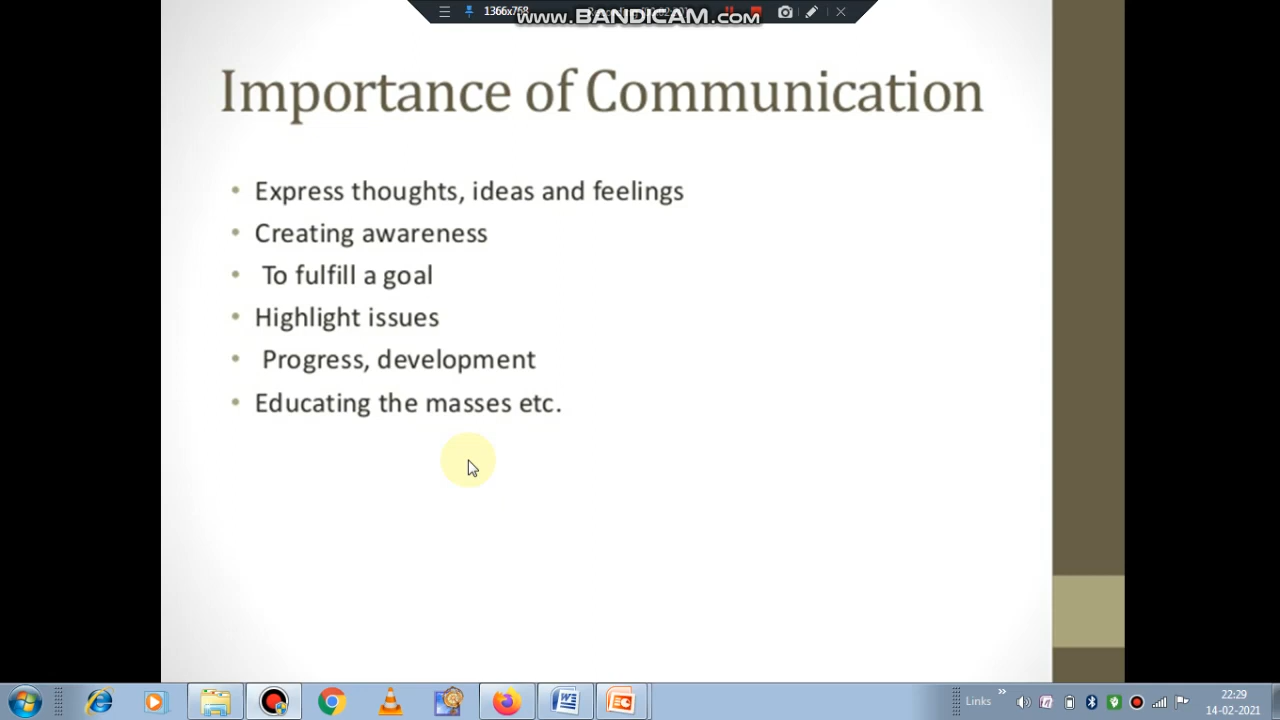 1366x768
www.BANDICAM.com
Importance of Communication
• Express thoughts, ideas and feelings
• Creating awareness
• To fulfill a goal
• Highlight issues
• Progress, development
• Educating the masses etc.
Links
22:29
14-02-2021